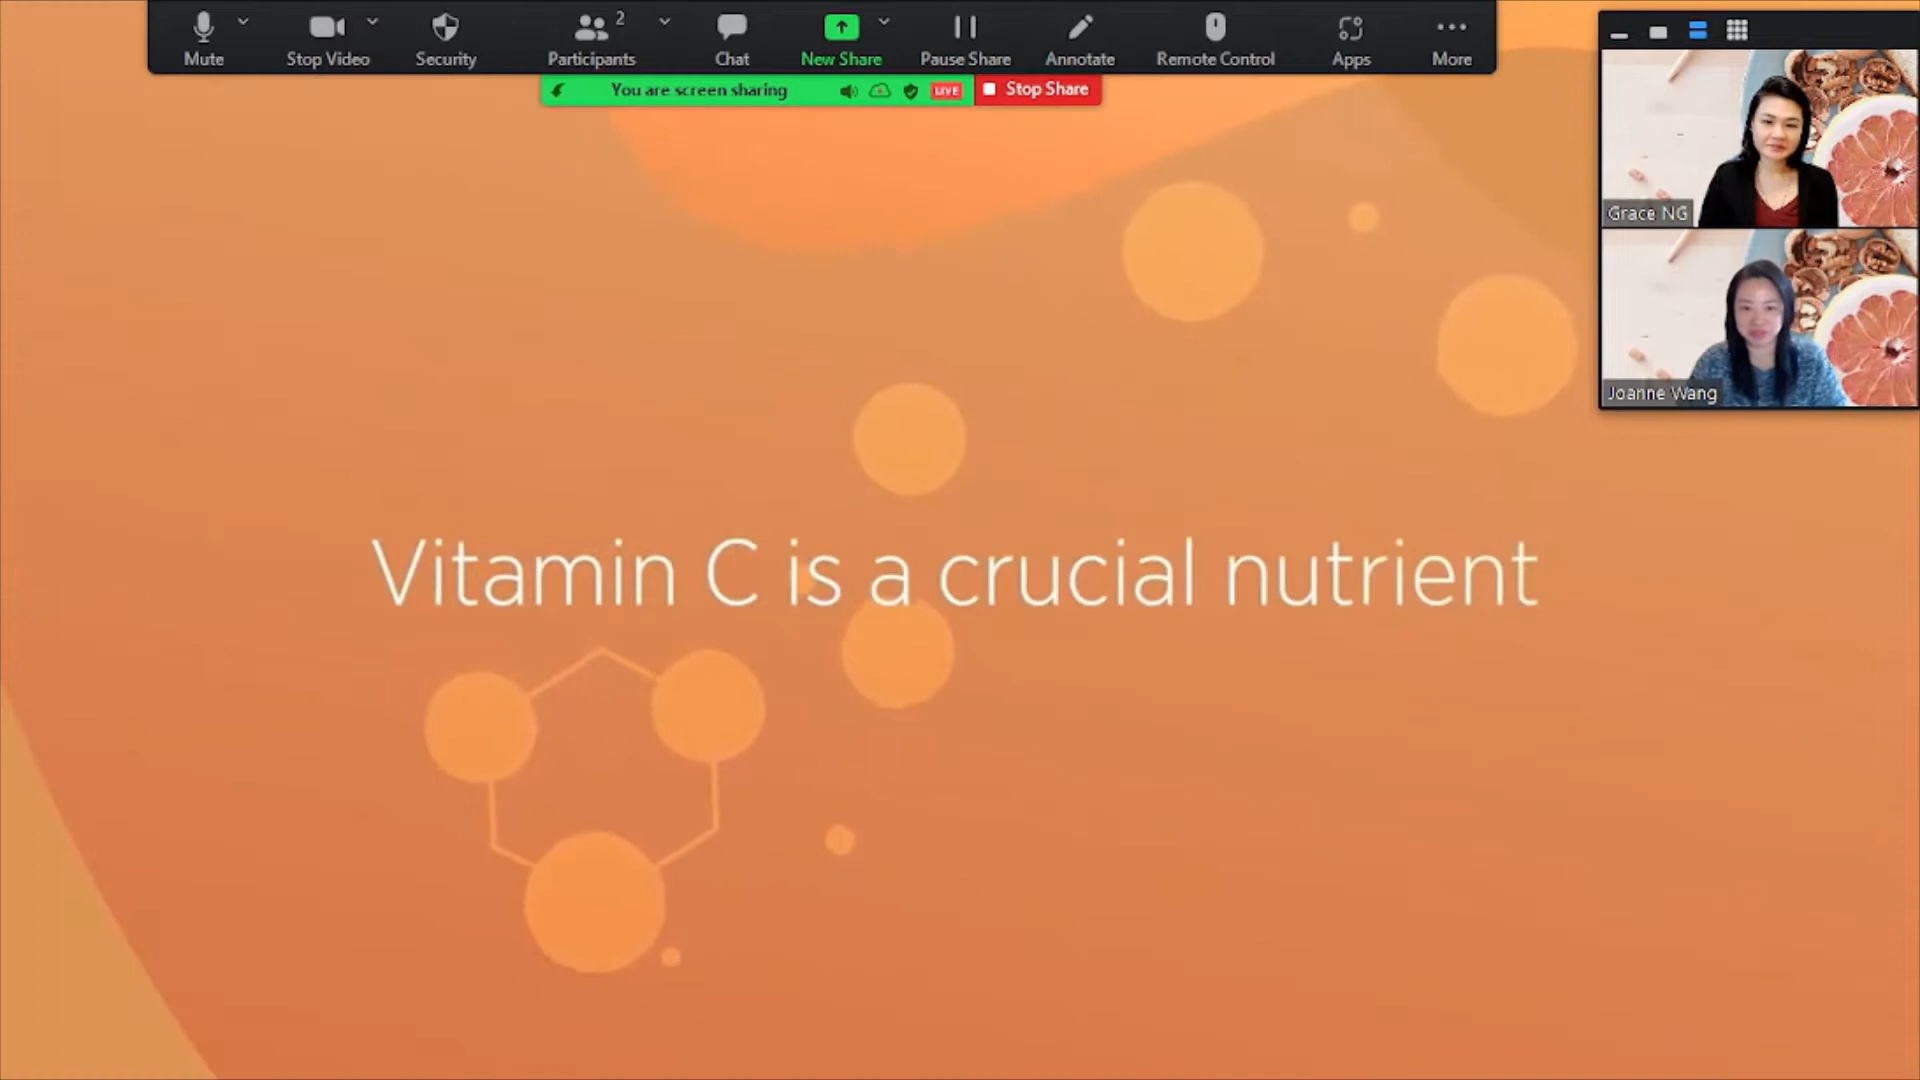 Mute
Stop Video
Security
Participants
2
Chat
New Share
Pause Share
Annotate
Remote Control
Apps
More
You are screen sharing
LIVE
Stop Share
Grace NG
Joanne Wang
Vitamin C is a crucial nutrient